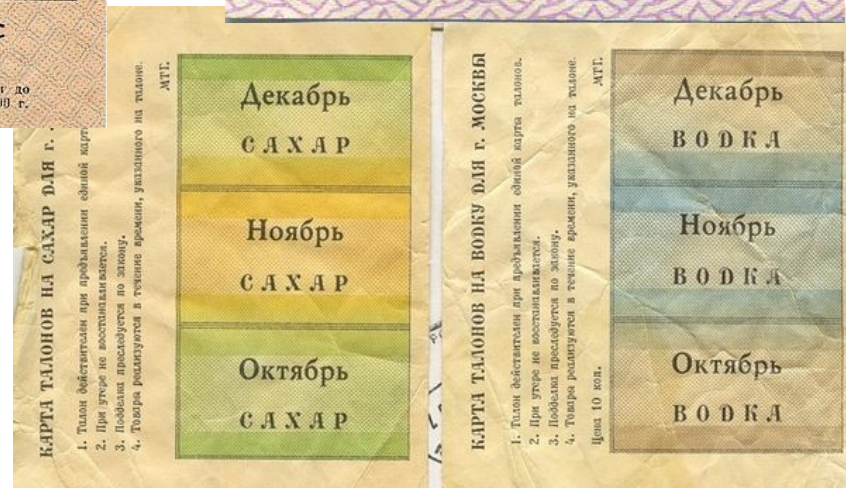 С
до
г.
КАРТА ТАЛОНОВ НА САХАР ДЛЯ г.
1. Талон действителен при предъявлении единой карт
2. При утере не восстанавливается.
3. Подделка преследуется по закону.
4. Товары реализуются в течение времени, указанного на талоне.
МТГ.
Декабрь
САХАР
Ноябрь
САХАР
Октябрь
САХАР
КАРТА ТАЛОНОВ НА ВОДКУ ДЛЯ г. МОСКВЫ
1. Талон действителен при предъявлении единой карты талонов.
2. При утере не восстанавливается.
3. Подделка преследуется по закону.
4. Товары реализуются в течение времени, указанного на талоне.
Цена 10 коп.
МТГ.
Декабрь
ВОДКА
Ноябрь
ВОДКА
Октябрь
ВОДКА